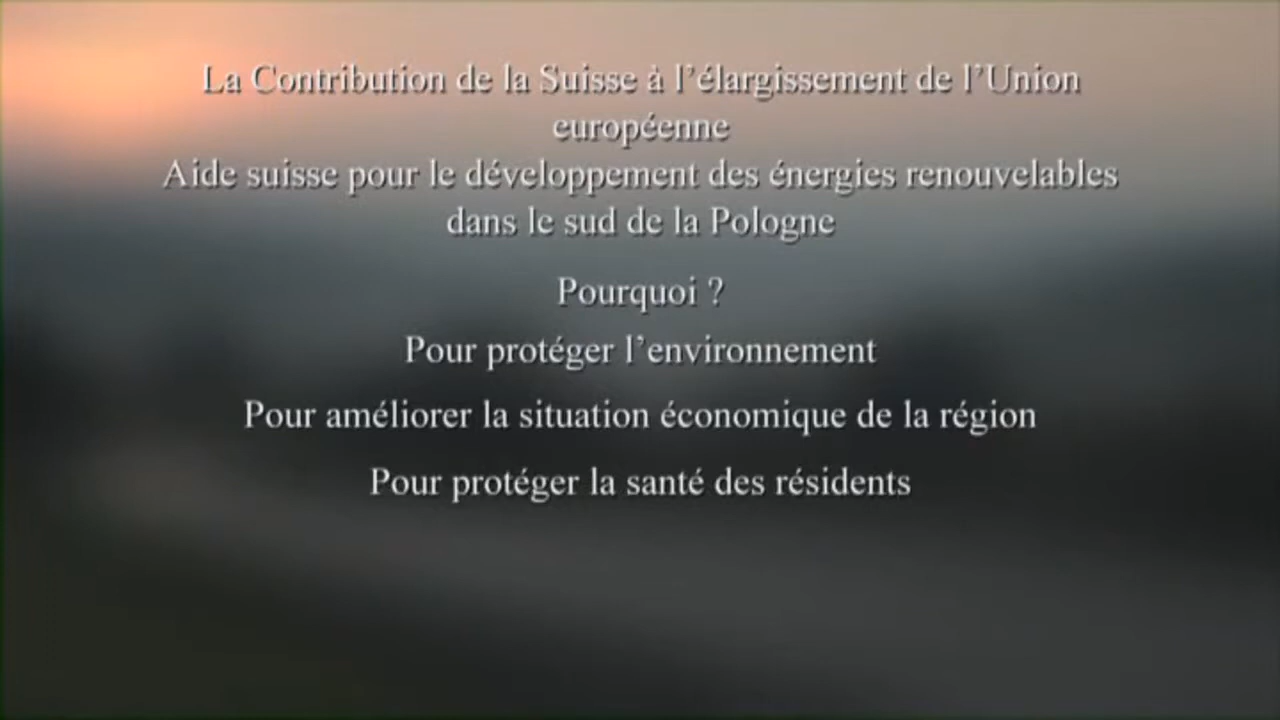 La Contribution de la Suisse à l’élargissement de l’Union
européenne
Aide suisse pour le développement des énergies renouvelables
dans le sud de la Pologne
Pourquoi ?
Pour protéger l’environnement
Pour améliorer la situation économique de la région
Pour protéger la santé des résidents